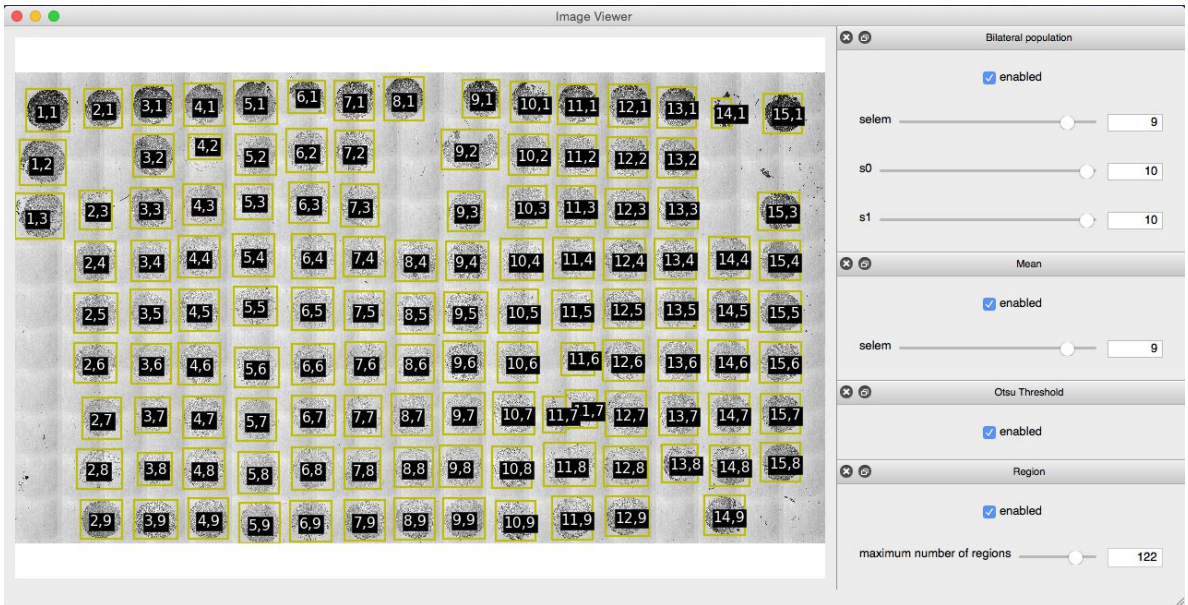 Image Viewer
1,1 2,1 3,1 4,1 5,1 6,1 7,1 8,1 9,1 10,1 11,1 12,1 13,1 14,1 15,1
1,2 3,2 4,2 5,2 6,2 7,2 9,2 10,2 11,2 12,2 13,2
1,3 2,3 3,3 4,3 5,3 6,3 7,3 9,3 10,3 11,3 12,3 13,3 15,3
2,4 3,4 4,4 5,4 6,4 7,4 8,4 9,4 10,4 11,4 12,4 13,4 14,4 15,4
2,5 3,5 4,5 5,5 6,5 7,5 8,5 9,5 10,5 11,5 12,5 13,5 14,5 15,5
2,6 3,6 4,6 5,6 6,6 7,6 8,6 9,6 10,6 11,6 12,6 13,6 14,6 15,6
2,7 3,7 4,7 5,7 6,7 7,7 8,7 9,7 10,7 11,7 12,7 13,7 14,7 15,7
2,8 3,8 4,8 5,8 6,8 7,8 8,8 9,8 10,8 11,8 12,8 13,8 14,8 15,8
2,9 3,9 4,9 5,9 6,9 7,9 8,9 9,9 10,9 11,9 12,9 14,9
Bilateral population
enabled
selem 9
s0 10
s1 10
Mean
enabled
selem 9
Otsu Threshold
enabled
Region
enabled
maximum number of regions 122